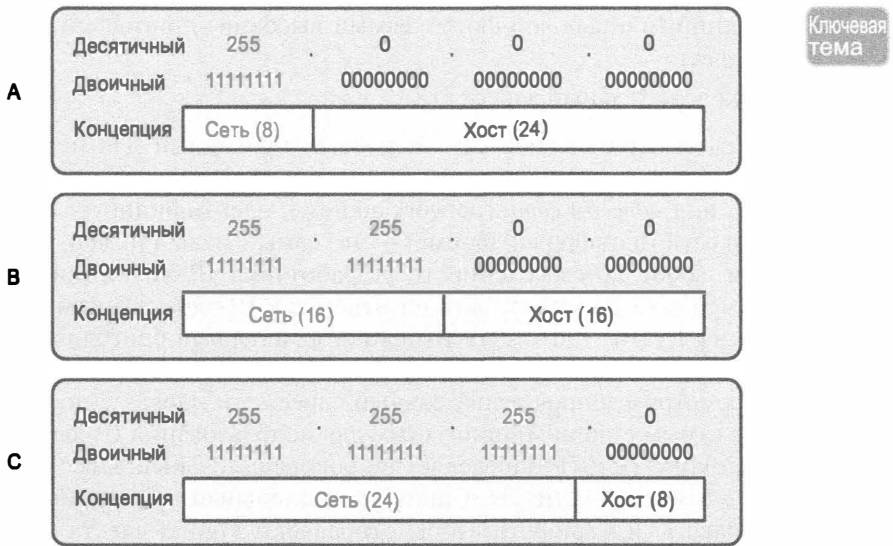 Ключевая
тема
A
Десятичный 255 . 0 . 0 . 0
Двоичный 11111111 00000000 00000000 00000000
Концепция Сеть (8) Хост (24)
B
Десятичный 255 . 255 . 0 . 0
Двоичный 11111111 11111111 00000000 00000000
Концепция Сеть (16) Хост (16)
C
Десятичный 255 . 255 . 255 . 0
Двоичный 11111111 11111111 11111111 00000000
Концепция Сеть (24) Хост (8)